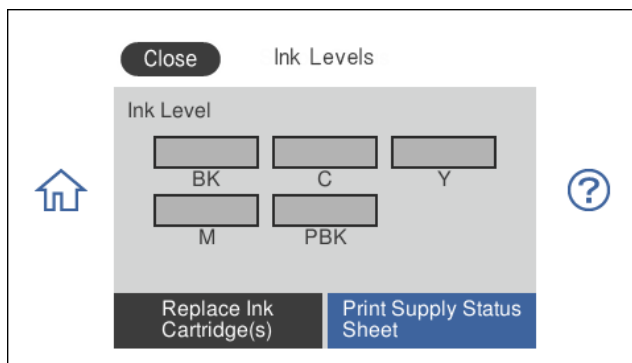 Close
Ink Levels
Ink Level
BK
C
Y
M
PBK
Replace Ink
Cartridge(s)
Print Supply Status
Sheet
?